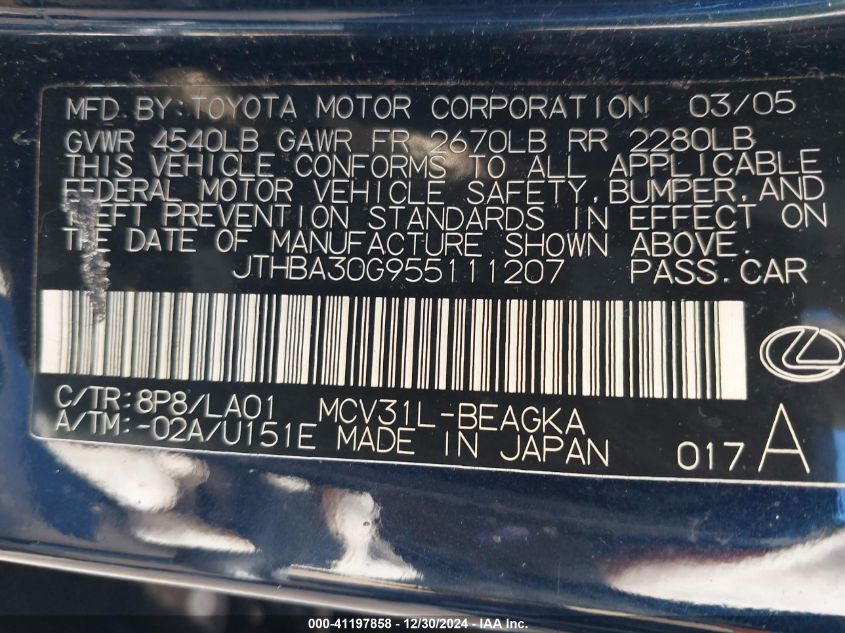 MFD BY: TOYOTA MOTOR CORPORATION 03/05
GVWR 4540LB GAWR FR 2670LB RR 2280LB
THIS VEHICLE CONFORMS TO ALL APPLICABLE
FEDERAL MOTOR VEHICLE SAFETY, BUMPER, AND
THEFT PREVENTION STANDARDS IN EFFECT ON
THE DATE OF MANUFACTURE SHOWN ABOVE.
JTHBA30G955111207 PASS. CAR
C/TR: 8P8/LA01 MCV31L-BEAGKA
A/TM: -02A/U151E MADE IN JAPAN 017 A
000-41197858 - 12/30/2024 - IAA Inc.